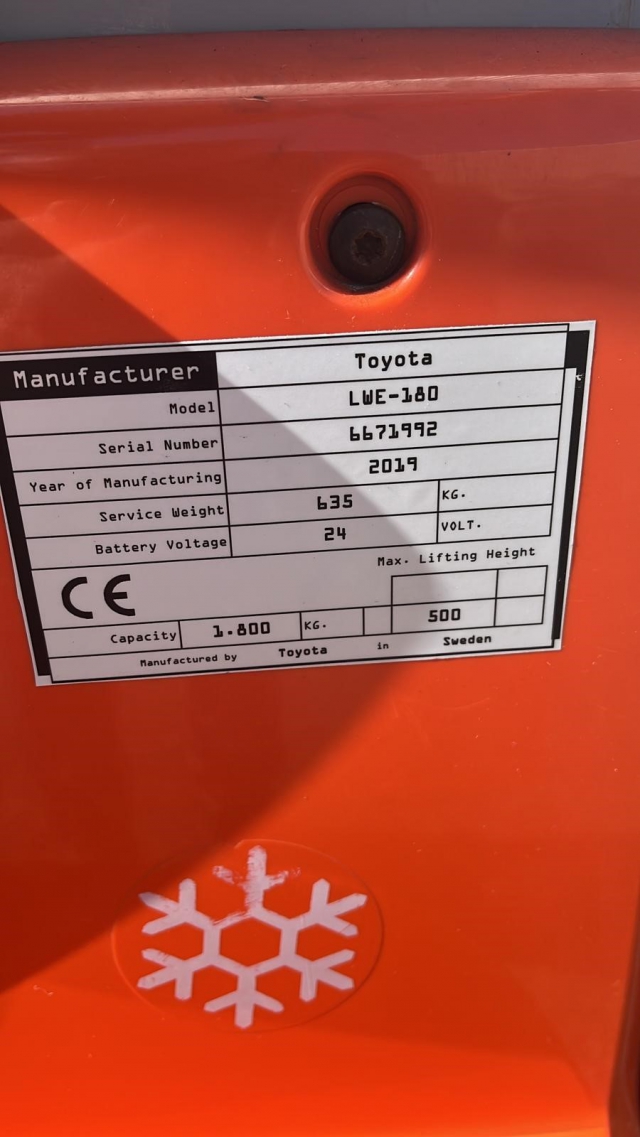 Manufacturer Toyota
Model LWE-180
Serial Number 6671992
Year of Manufacturing 2019
Service Weight 635 KG.
Battery Voltage 24 VOLT.
Max. Lifting Height
CE
Capacity 1.800 KG. 500
Manufactured by Toyota in Sweden